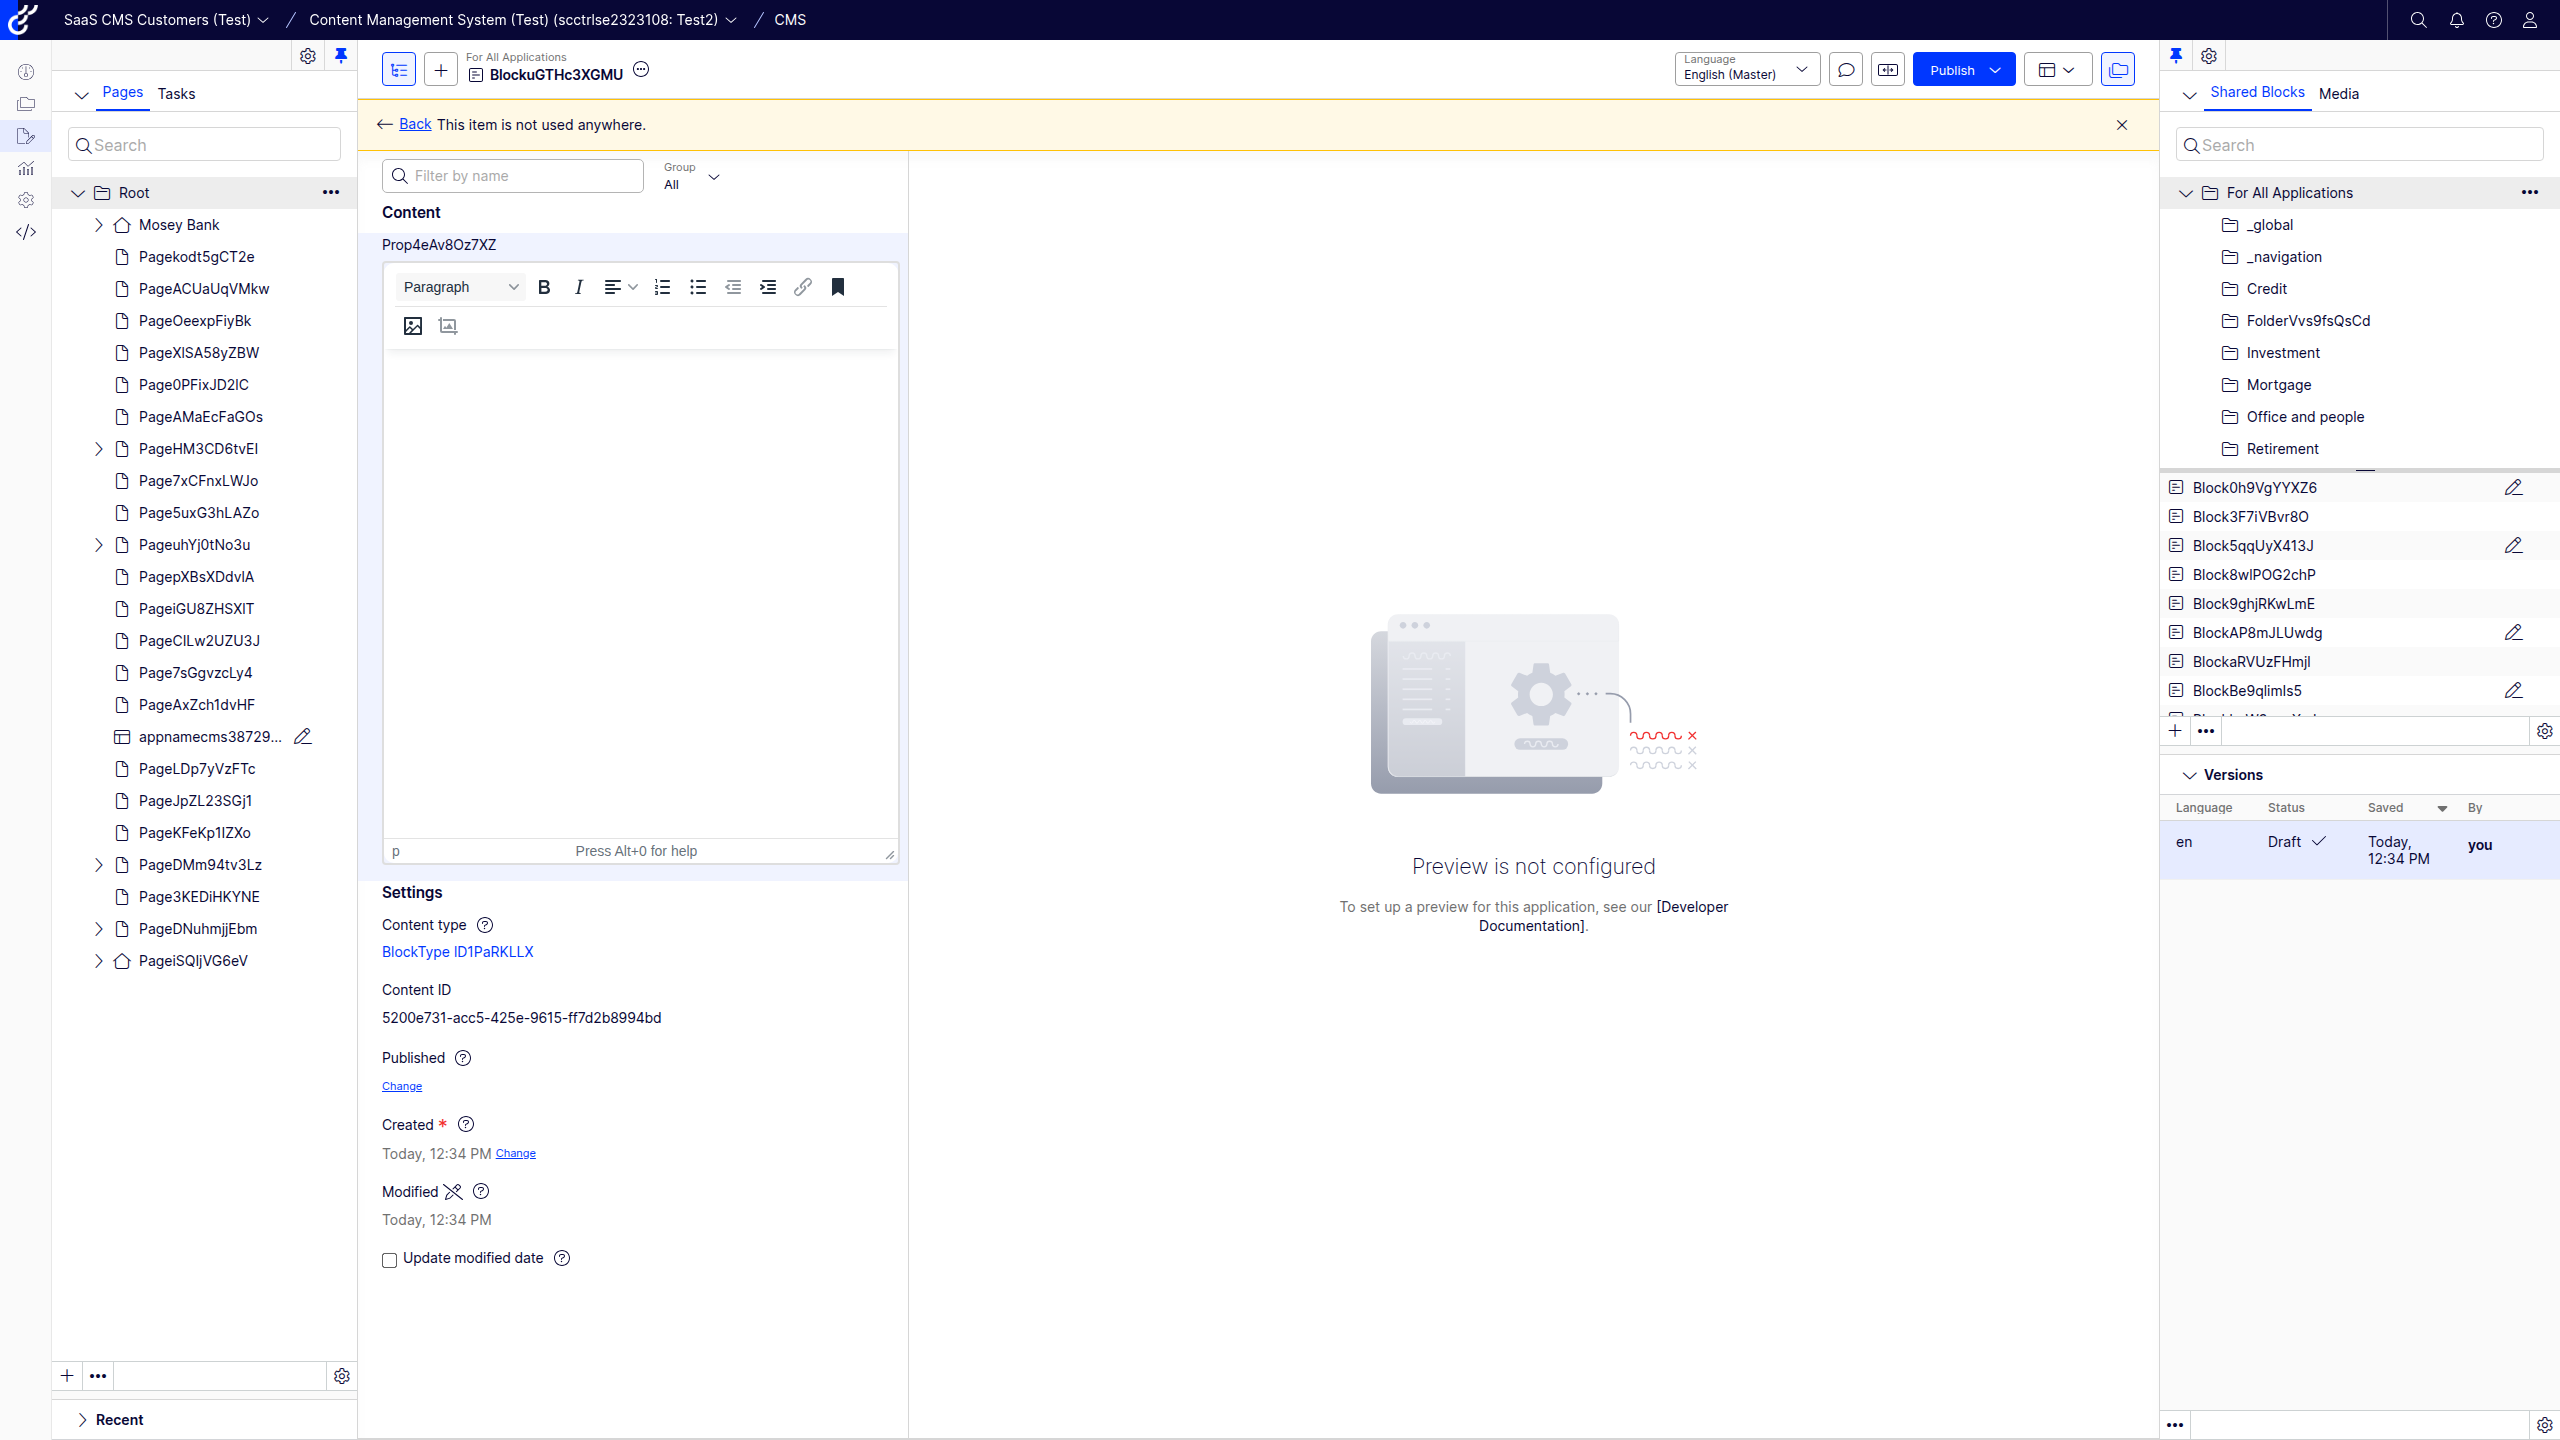 SaaS CMS Customers (Test) / Content Management System (Test) (scctrlse2323108: Test2) / CMS
Pages Tasks
Search
Root
Mosey Bank
Pagekodt5gCT2e
PageACUaUqVMkw
PageOeexpFiyBk
PageXISA58yZBW
Page0PFixJD2IC
PageAMaEcFaGOs
PageHM3CD6tvEI
Page7xCFnxLWJo
Page5uxG3hLAZo
PageuhYj0tNo3u
PagepXBsXDdvIA
PageiGU8ZHSXIT
PageCILw2UZU3J
Page7sGgvzcLy4
PageAxZch1dvHF
appnamecms38729...
PageLDp7yVzFTc
PageJpZL23SGj1
PageKFeKp1IZXo
PageDMm94tv3Lz
Page3KEDiHKYNE
PageDNuhmjjEbm
PageiSQIjVG6eV
Recent
For All Applications
BlockuGTHc3XGMU
Language
English (Master)
Publish
Back This item is not used anywhere.
Filter by name
Group
All
Content
Prop4eAv8Oz7XZ
Paragraph
p Press Alt+0 for help
Settings
Content type
BlockType ID1PaRKLLX
Content ID
5200e731-acc5-425e-9615-ff7d2b8994bd
Published
Change
Created *
Today, 12:34 PM Change
Modified
Today, 12:34 PM
Update modified date
Preview is not configured
To set up a preview for this application, see our [Developer
Documentation].
Shared Blocks Media
Search
For All Applications
_global
_navigation
Credit
FolderVvs9fsQsCd
Investment
Mortgage
Office and people
Retirement
Block0h9VgYYXZ6
Block3F7iVBvr8O
Block5qqUyX413J
Block8wIPOG2chP
Block9ghjRKwLmE
BlockAP8mJLUwdg
BlockaRVUzFHmjI
BlockBe9qlimIs5
Versions
Language Status Saved By
en Draft Today,
12:34 PM you